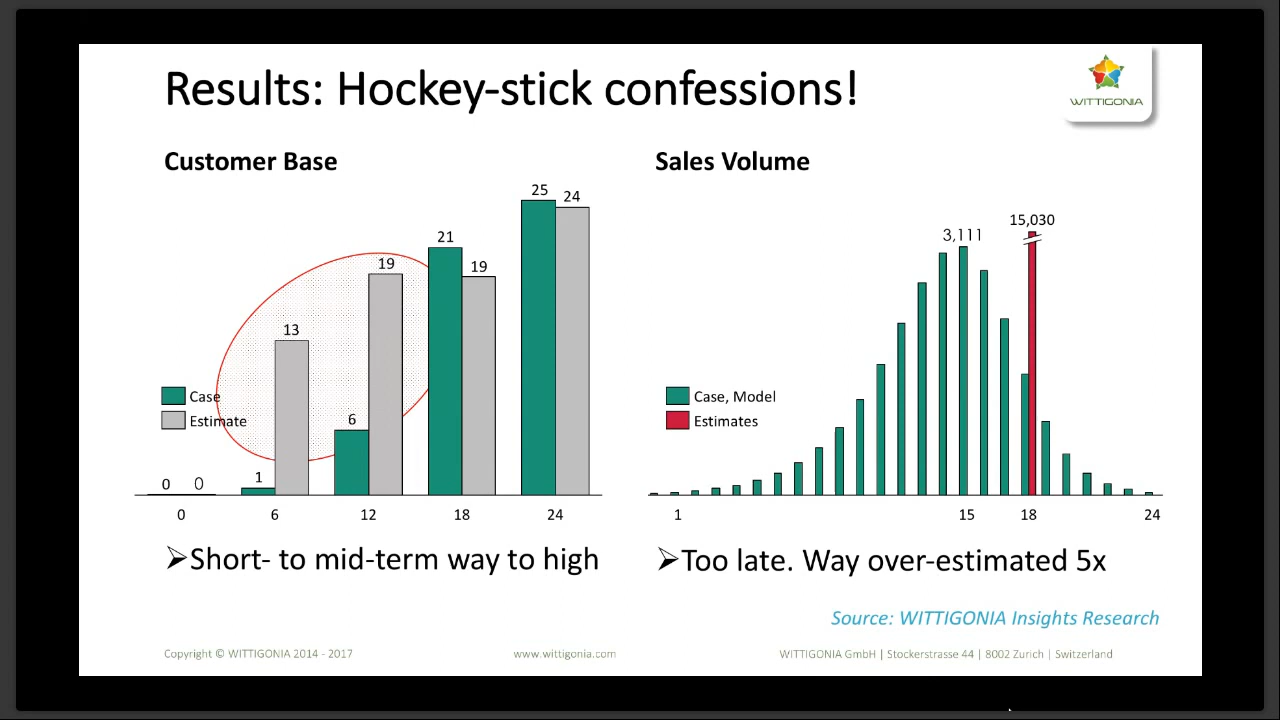 Results: Hockey-stick confessions!
WITTIGONIA
Customer Base
25
24
21
19
19
13
6
1
0
0
Case
Estimate
0
6
12
18
24
➢Short- to mid-term way to high
Sales Volume
15,030
3,111
Case, Model
Estimates
1
15
18
24
➢Too late. Way over-estimated 5x
Source: WITTIGONIA Insights Research
Copyright © WITTIGONIA 2014 - 2017
www.wittigonia.com
WITTIGONIA GmbH | Stockerstrasse 44 | 8002 Zurich | Switzerland